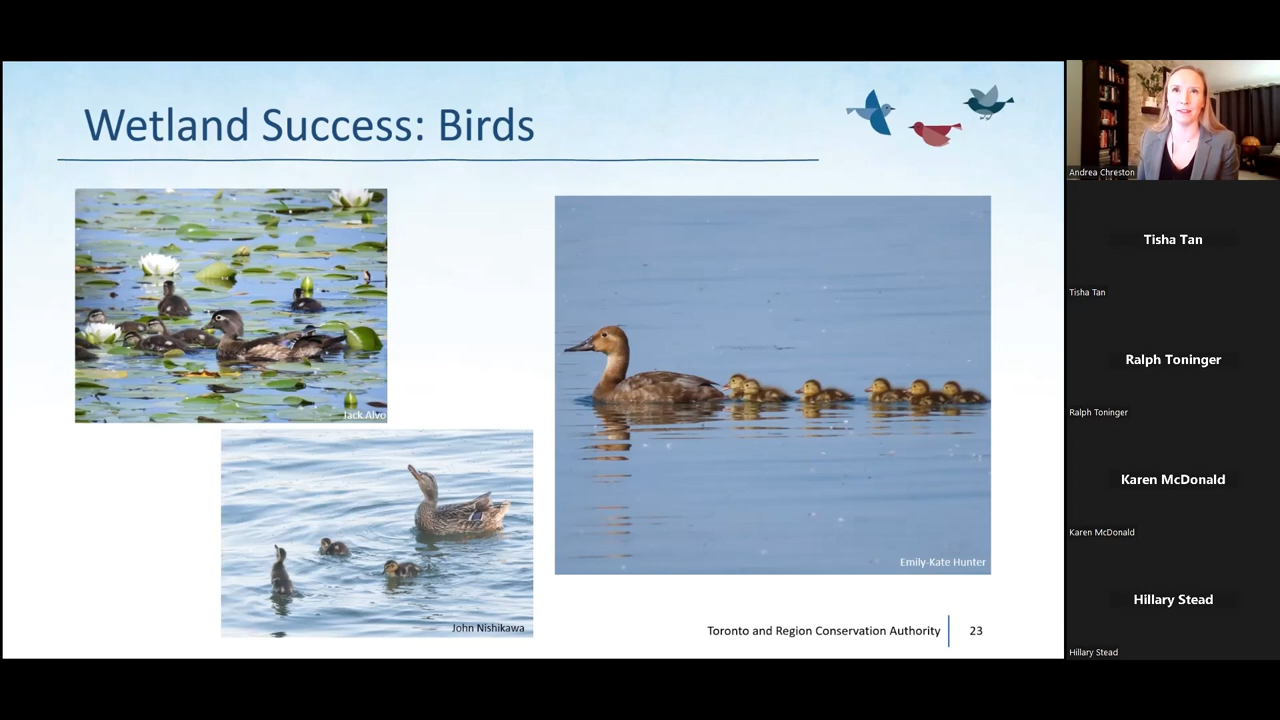 Wetland Success: Birds
Jack Alvo
John Nishikawa
Emily-Kate Hunter
Toronto and Region Conservation Authority
23
Andrea Chreston
Tisha Tan
Tisha Tan
Ralph Toninger
Ralph Toninger
Karen McDonald
Karen McDonald
Hillary Stead
Hillary Stead